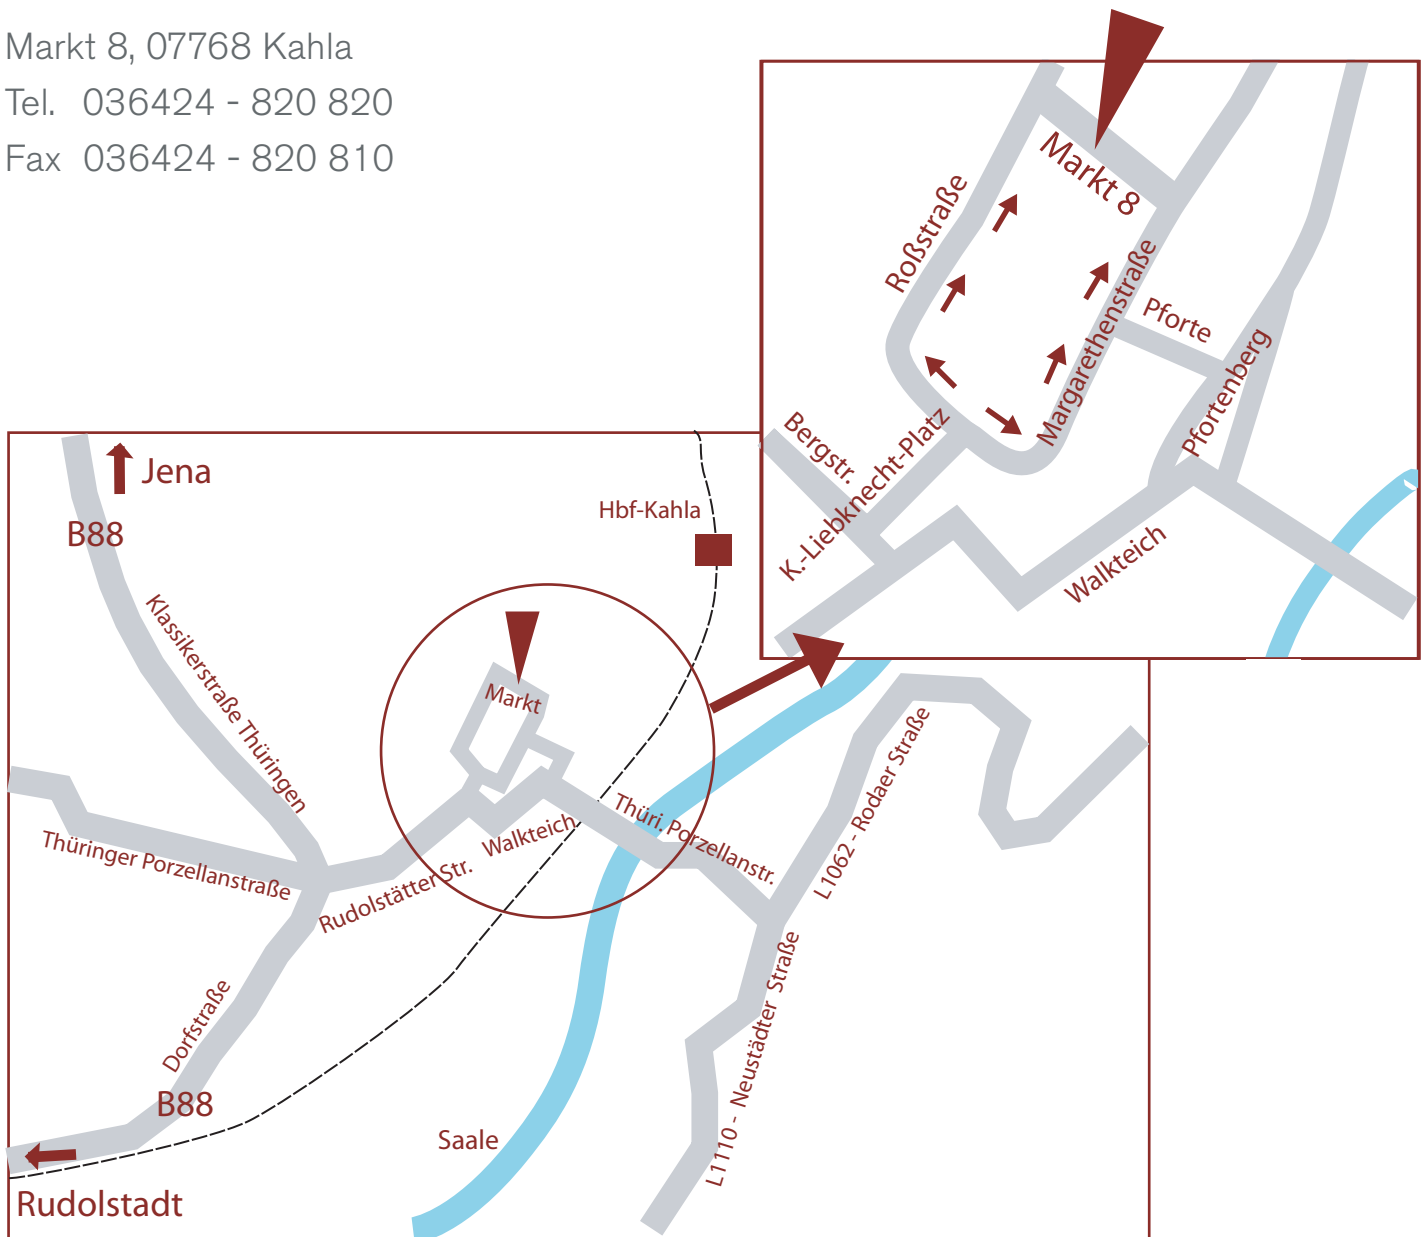 Markt 8, 07768 Kahla
Tel. 036424 - 820 820
Fax 036424 - 820 810
Markt 8
Roßstraße
Margarethenstraße
Pforte
Pfortenberg
Bergstr.
K.-Liebknecht-Platz
Walkteich
Jena
B88
Hbf-Kahla
Klassikerstraße Thüringen
Markt
Thüringer Porzellanstraße
Rudolstätter Str.
Walkteich
Thüri. Porzellanstr.
L1062 - Rodaer Straße
L1110 - Neustädter Straße
Dorfstraße
B88
Saale
Rudolstadt